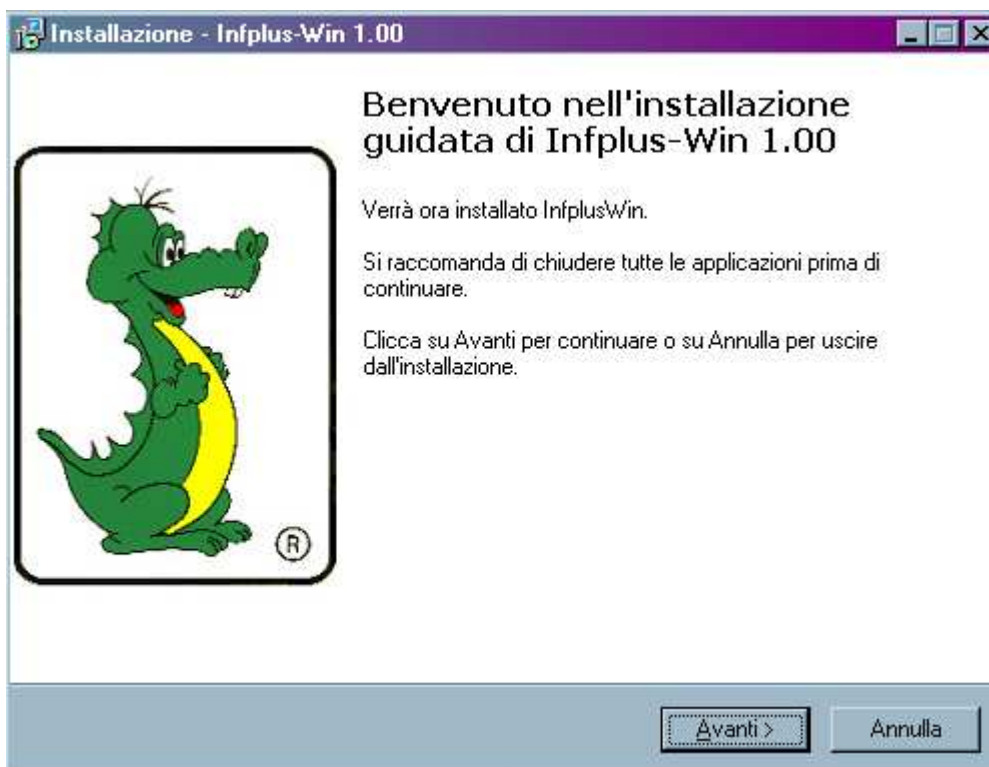 Installazione - Infplus-Win 1.00
Benvenuto nell'installazione
guidata di Infplus-Win 1.00
Verrà ora installato InfplusWin.
Si raccomanda di chiudere tutte le applicazioni prima di
continuare.
Clicca su Avanti per continuare o su Annulla per uscire
dall'installazione.
®
Avanti >
Annulla